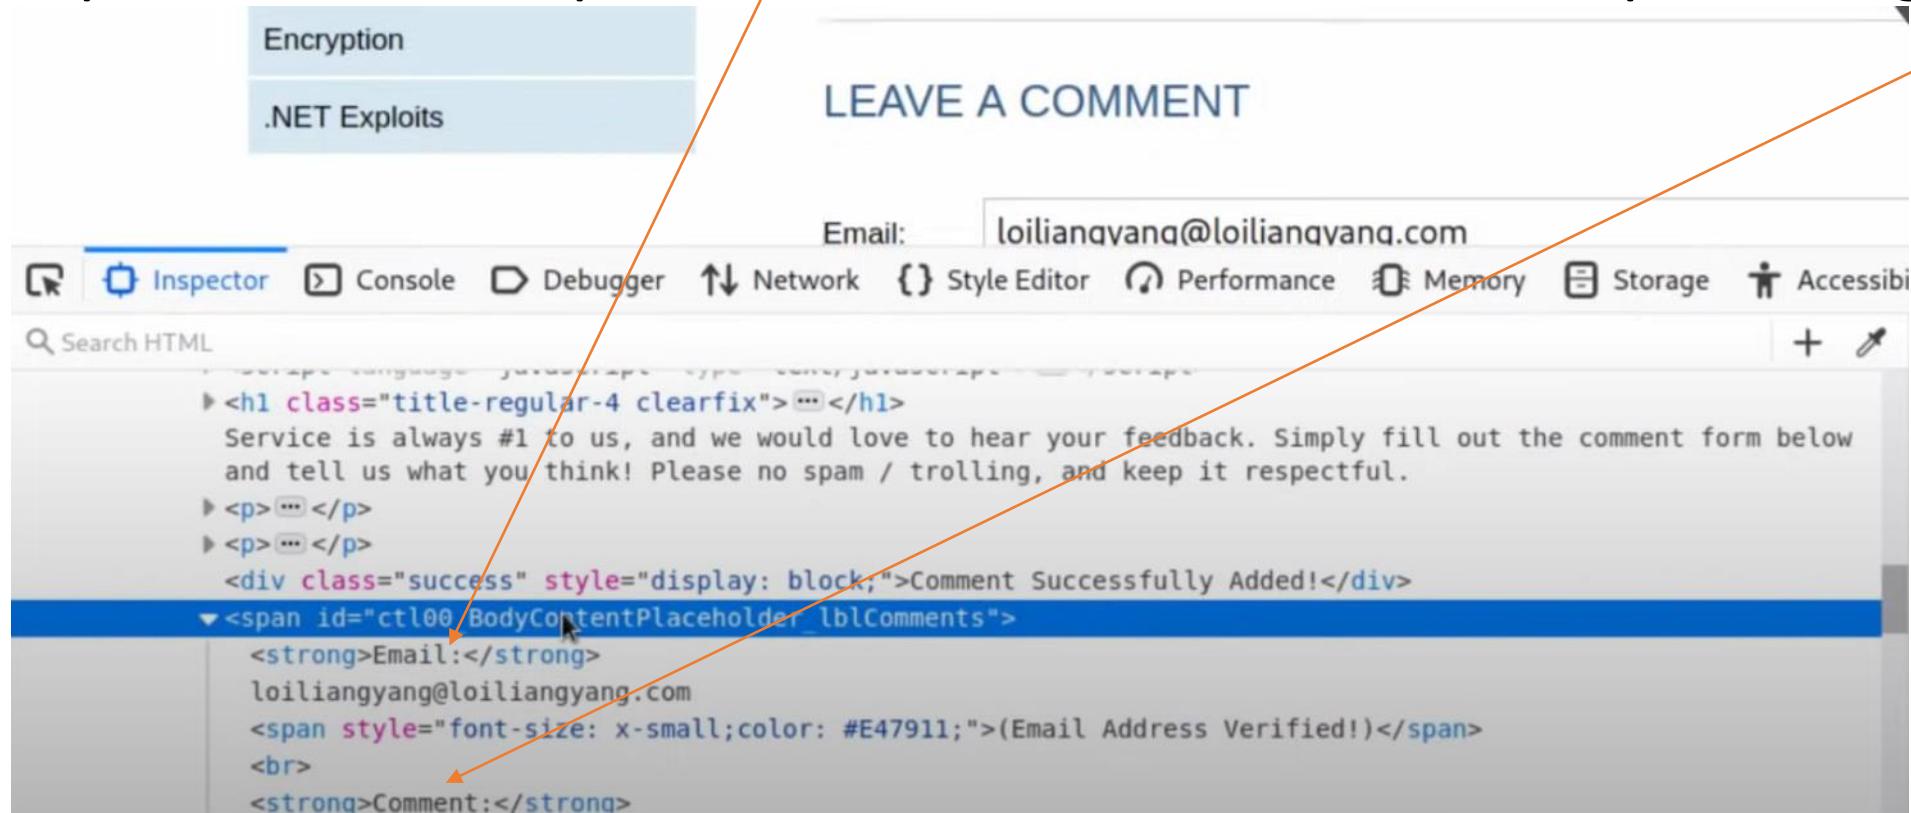 Encryption
.NET Exploits
LEAVE A COMMENT
Email:
loiliangyang@loiliangyang.com
Inspector Console Debugger Network Style Editor Performance Memory Storage Accessibi
Search HTML
<h1 class="title-regular-4 clearfix"></h1>
Service is always #1 to us, and we would love to hear your feedback. Simply fill out the comment form below
and tell us what you think! Please no spam / trolling, and keep it respectful.
<p></p>
<p></p>
<div class="success" style="display: block;">Comment Successfully Added!</div>
<span id="ctl00_BodyContentPlaceholder_lblComments">
<strong>Email:</strong>
loiliangyang@loiliangyang.com
<span style="font-size: x-small;color: #E47911;">(Email Address Verified!)</span>
<br>
<strong>Comment:</strong>